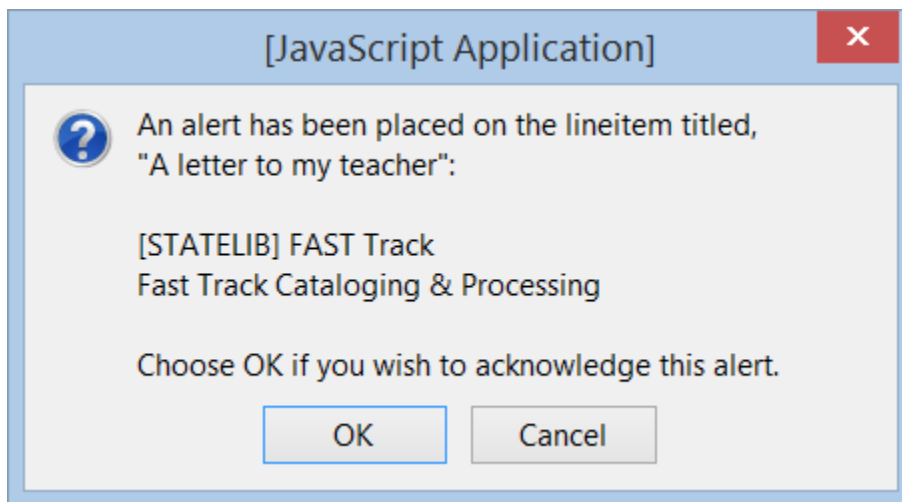 [JavaScript Application]
An alert has been placed on the lineitem titled,
"A letter to my teacher":
[STATELIB] FAST Track
Fast Track Cataloging & Processing
Choose OK if you wish to acknowledge this alert.
OK
Cancel